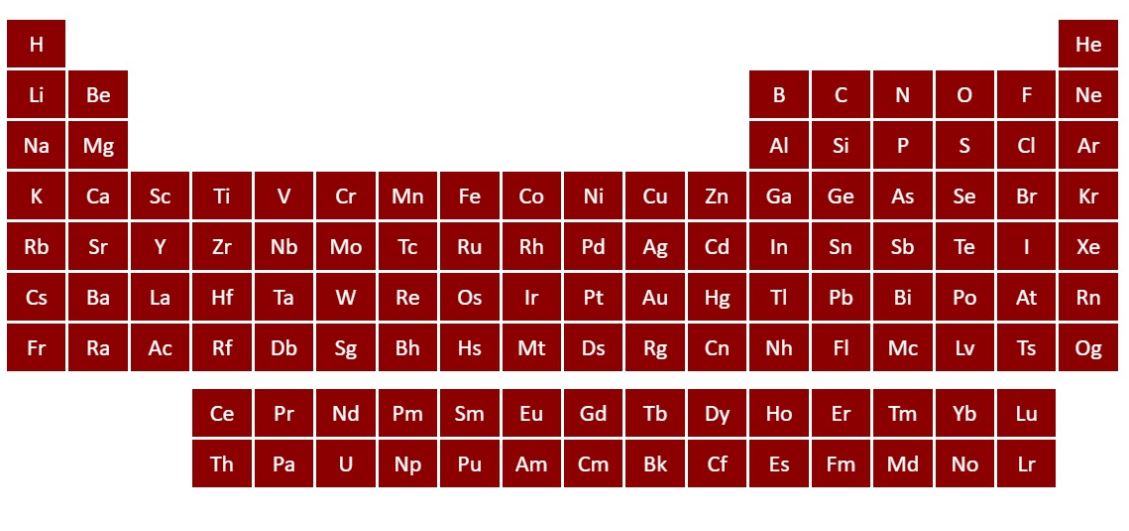 H He
Li Be B C N O F Ne
Na Mg Al Si P S Cl Ar
K Ca Sc Ti V Cr Mn Fe Co Ni Cu Zn Ga Ge As Se Br Kr
Rb Sr Y Zr Nb Mo Tc Ru Rh Pd Ag Cd In Sn Sb Te I Xe
Cs Ba La Hf Ta W Re Os Ir Pt Au Hg Tl Pb Bi Po At Rn
Fr Ra Ac Rf Db Sg Bh Hs Mt Ds Rg Cn Nh Fl Mc Lv Ts Og
Ce Pr Nd Pm Sm Eu Gd Tb Dy Ho Er Tm Yb Lu
Th Pa U Np Pu Am Cm Bk Cf Es Fm Md No Lr